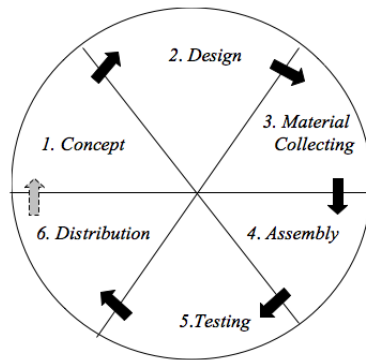 1. Concept
2. Design
3. Material
Collecting
4. Assembly
5.Testing
6. Distribution